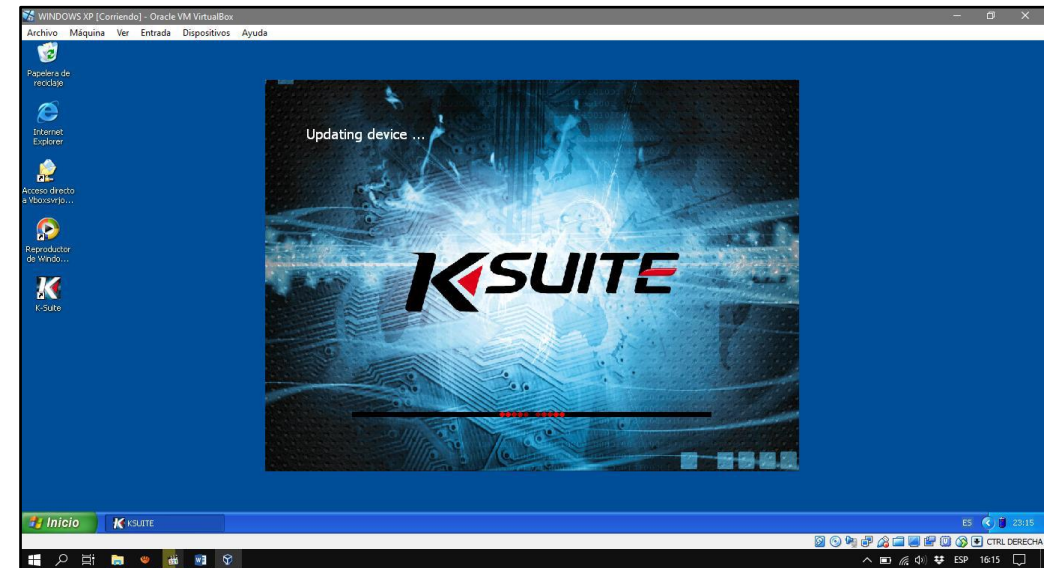 WINDOWS XP [Corriendo] - Oracle VM VirtualBox
Archivo Máquina Ver Entrada Dispositivos Ayuda
Papelera de
reciclaje
Internet
Explorer
Acceso directo
a Vboxsvrjo...
Reproductor
de Windo...
K-Suite
Updating device ...
KSUITE
Inicio
KSUITE
ES
23:15
CTRL DERECHA
W
ESP
16:15